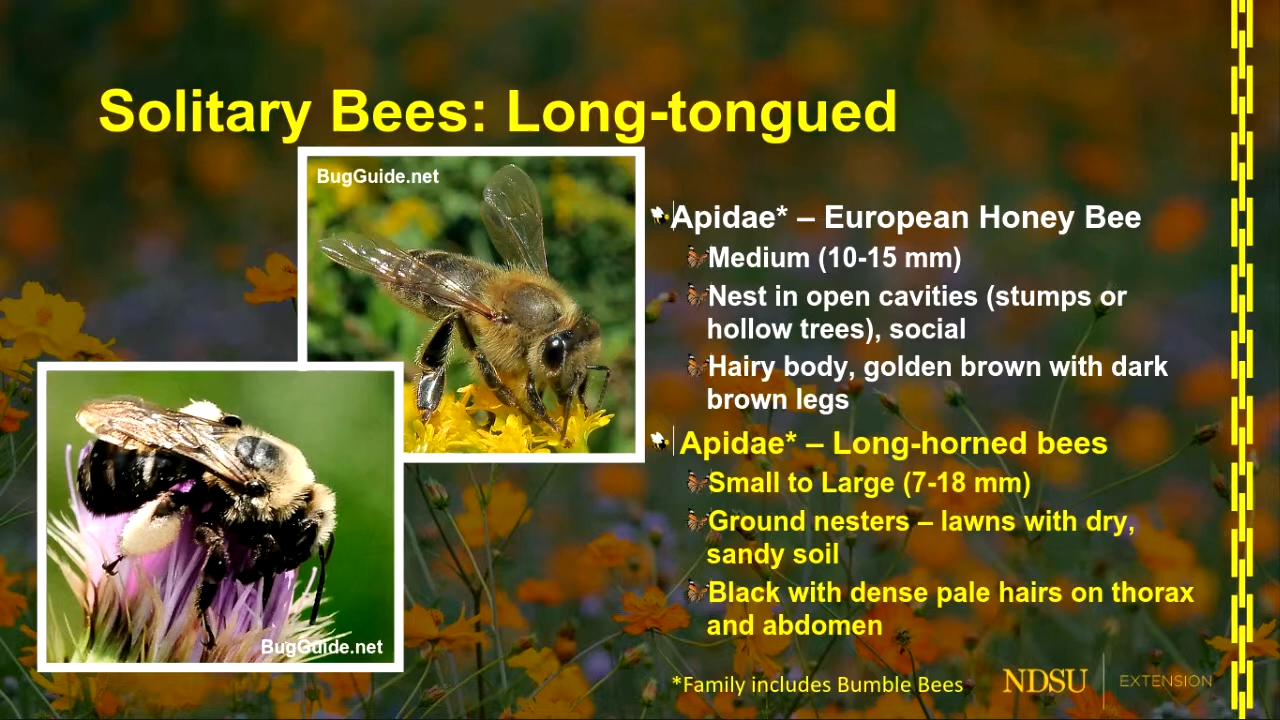 Solitary Bees: Long-tongued
BugGuide.net
Apidae* – European Honey Bee
Medium (10-15 mm)
Nest in open cavities (stumps or
hollow trees), social
Hairy body, golden brown with dark
brown legs
Apidae* – Long-horned bees
Small to Large (7-18 mm)
Ground nesters – lawns with dry,
sandy soil
Black with dense pale hairs on thorax
and abdomen
BugGuide.net
*Family includes Bumble Bees
NDSU EXTENSION